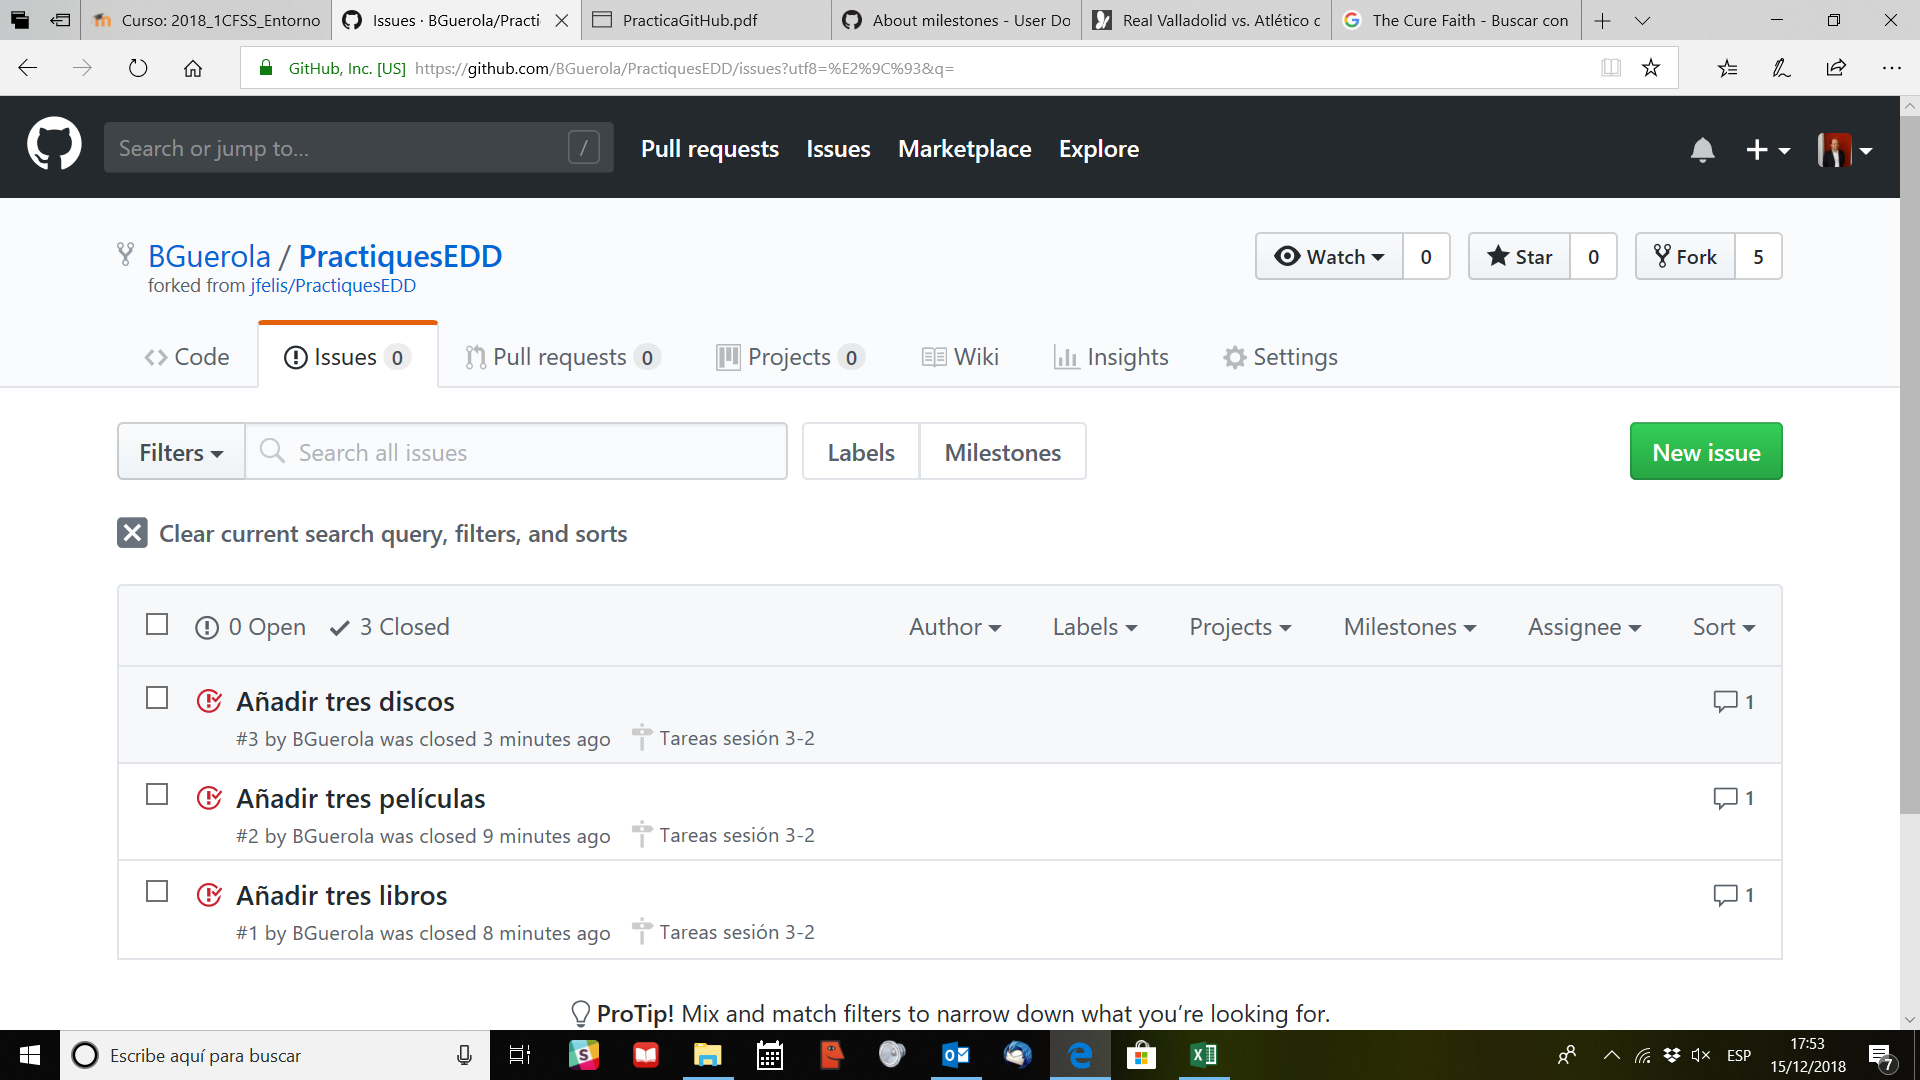 Curso: 2018_1CFSS_Entorno
Issues · BGuerola/Practi
PracticaGitHub.pdf
About milestones - User Do
Real Valladolid vs. Atlético c
The Cure Faith - Buscar con
GitHub, Inc. [US] https://github.com/BGuerola/PractiquesEDD/issues?utf8=%E2%9C%93&q=
Search or jump to... /
Pull requests Issues Marketplace Explore
BGuerola / PractiquesEDD
Watch 0 Star 0 Fork 5
forked from jfelis/PractiquesEDD
Code Issues 0 Pull requests 0 Projects 0 Wiki Insights Settings
Filters Search all issues Labels Milestones New issue
Clear current search query, filters, and sorts
0 Open 3 Closed Author Labels Projects Milestones Assignee Sort
Añadir tres discos 1
#3 by BGuerola was closed 3 minutes ago Tareas sesión 3-2
Añadir tres películas 1
#2 by BGuerola was closed 9 minutes ago Tareas sesión 3-2
Añadir tres libros 1
#1 by BGuerola was closed 8 minutes ago Tareas sesión 3-2
ProTip! Mix and match filters to narrow down what you’re looking for.
Escribe aquí para buscar
ESP
17:53
15/12/2018
7